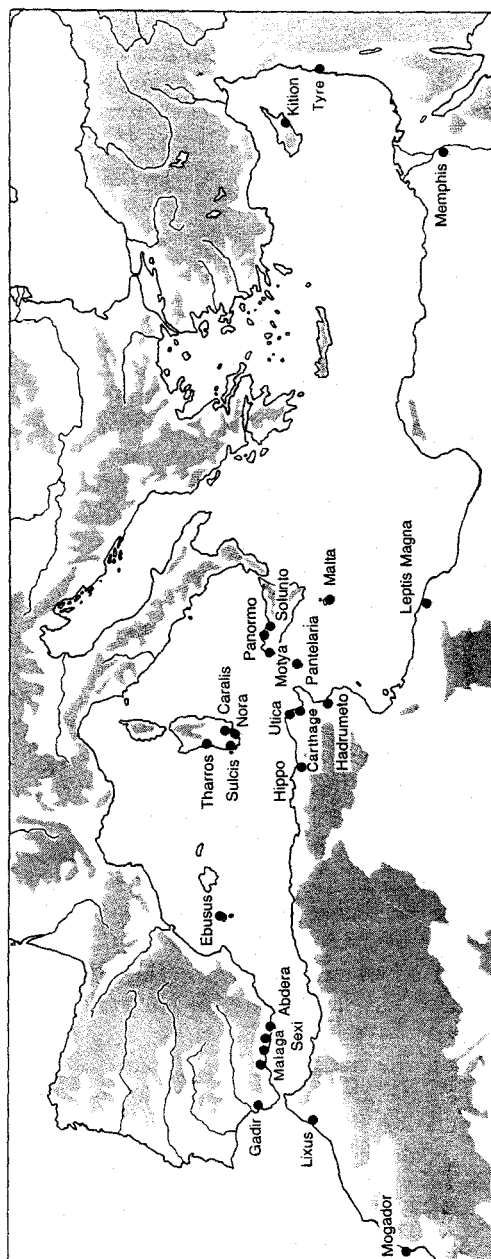 Kition
Tyre
Memphis
Leptis Magna
Malta
Solunto
Panormo
Motya
Pantelaria
Caralis
Nora
Tharros
Sulcis
Utica
Carthage
Hadrumeto
Hippo
Ebusus
Abdera
Sexi
Malaga
Gadir
Lixus
Mogador